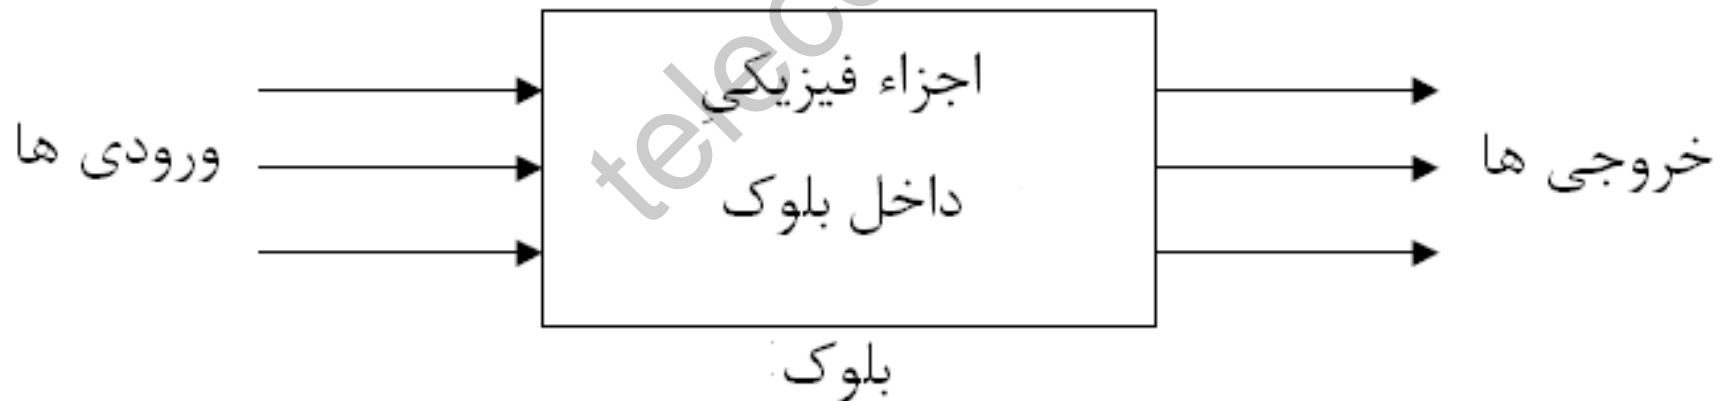 اجزاء فیزیکیِ
داخل بلوک
ورودی ها
خروجی ها
بلوک